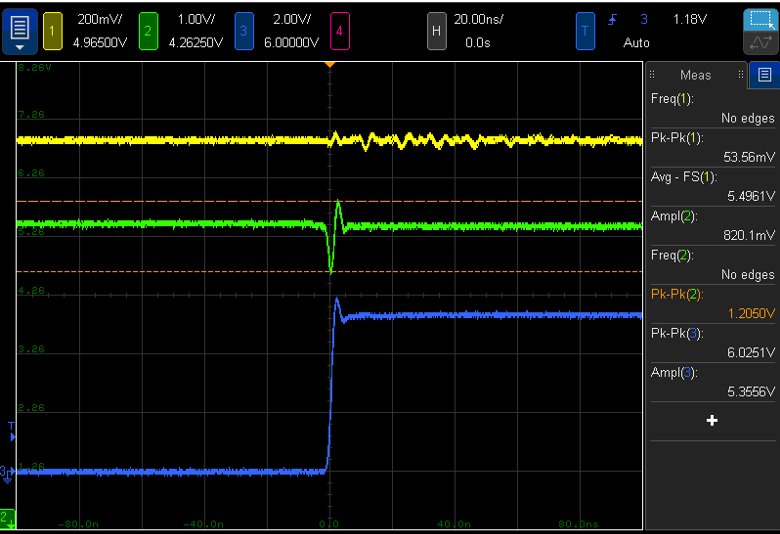 1 200mV/ 4.96500V
2 1.00V/ 4.26250V
3 2.00V/ 6.00000V
4
H 20.00ns/ 0.0s
T 3 1.18V
Auto
8.26V
7.26
6.26
5.26
4.26
3.26
2.26
1.26
T
3
2
-80.0n -40.0n 0.0 40.0n 80.0ns
Meas
Freq(1):
No edges
Pk-Pk(1):
53.56mV
Avg - FS(1):
5.4961V
Ampl(2):
820.1mV
Freq(2):
No edges
Pk-Pk(2):
1.2050V
Pk-Pk(3):
6.0251V
Ampl(3):
5.3556V
+